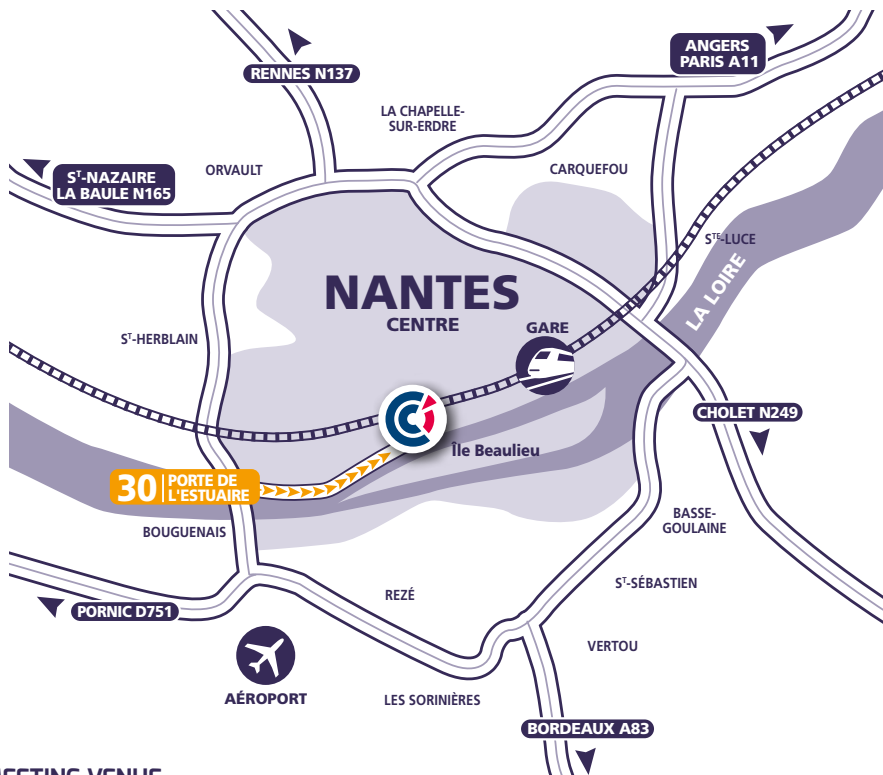 ANGERS
PARIS A11
RENNES N137
LA CHAPELLE-
SUR-ERDRE
ORVAULT
CARQUEFOU
Sᵀ-NAZAIRE
LA BAULE N165
Sᵀᴱ-LUCE
LA LOIRE
NANTES
CENTRE
GARE
Sᵀ-HERBLAIN
CHOLET N249
Île Beaulieu
30 PORTE DE
L'ESTUAIRE
BASSE-
GOULAINE
BOUGUENAIS
Sᵀ-SÉBASTIEN
REZÉ
PORNIC D751
VERTOU
AÉROPORT
LES SORINIÈRES
BORDEAUX A83